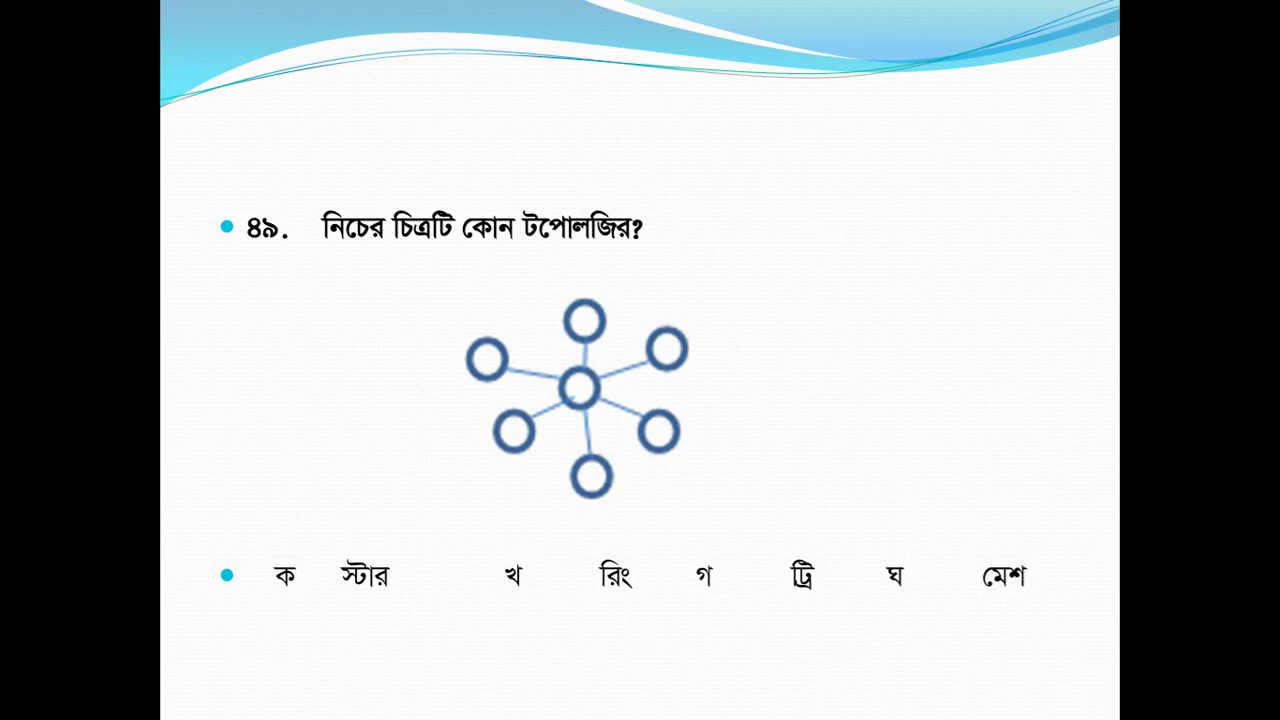 ৪৯. নিচের চিত্রটি কোন টপোলজির?
ক স্টার খ রিং গ ট্রি ঘ মেশ